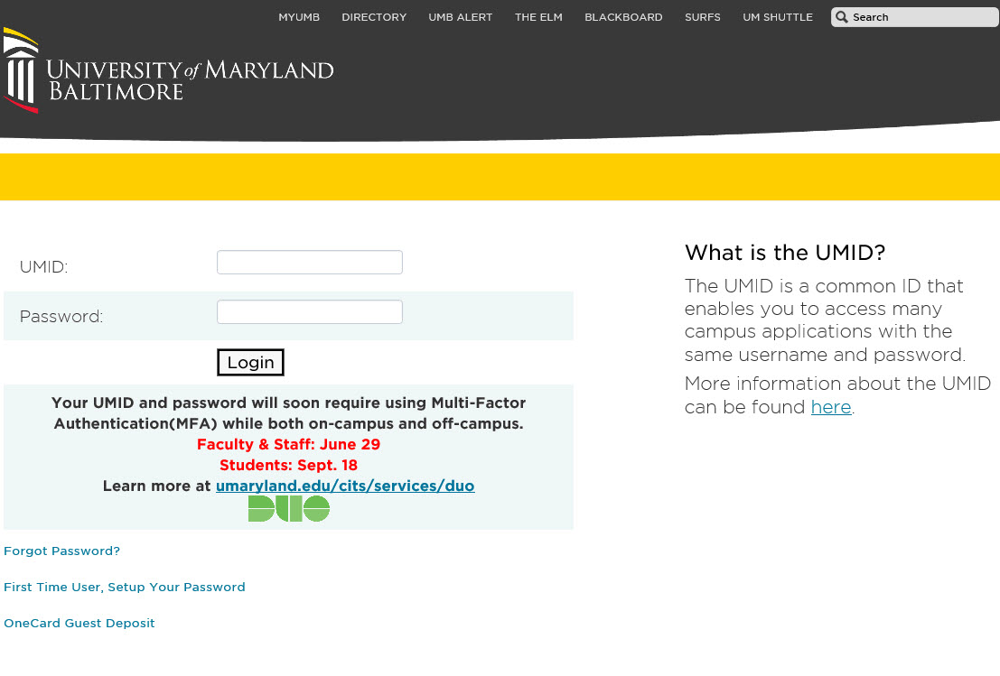 MYUMB DIRECTORY UMB ALERT THE ELM BLACKBOARD SURFS UM SHUTTLE Search
UNIVERSITY of MARYLAND
BALTIMORE
UMID:
Password:
Login
Your UMID and password will soon require using Multi-Factor
Authentication(MFA) while both on-campus and off-campus.
Faculty & Staff: June 29
Students: Sept. 18
Learn more at umaryland.edu/cits/services/duo
DUO
Forgot Password?
First Time User, Setup Your Password
OneCard Guest Deposit
What is the UMID?
The UMID is a common ID that
enables you to access many
campus applications with the
same username and password.
More information about the UMID
can be found here.